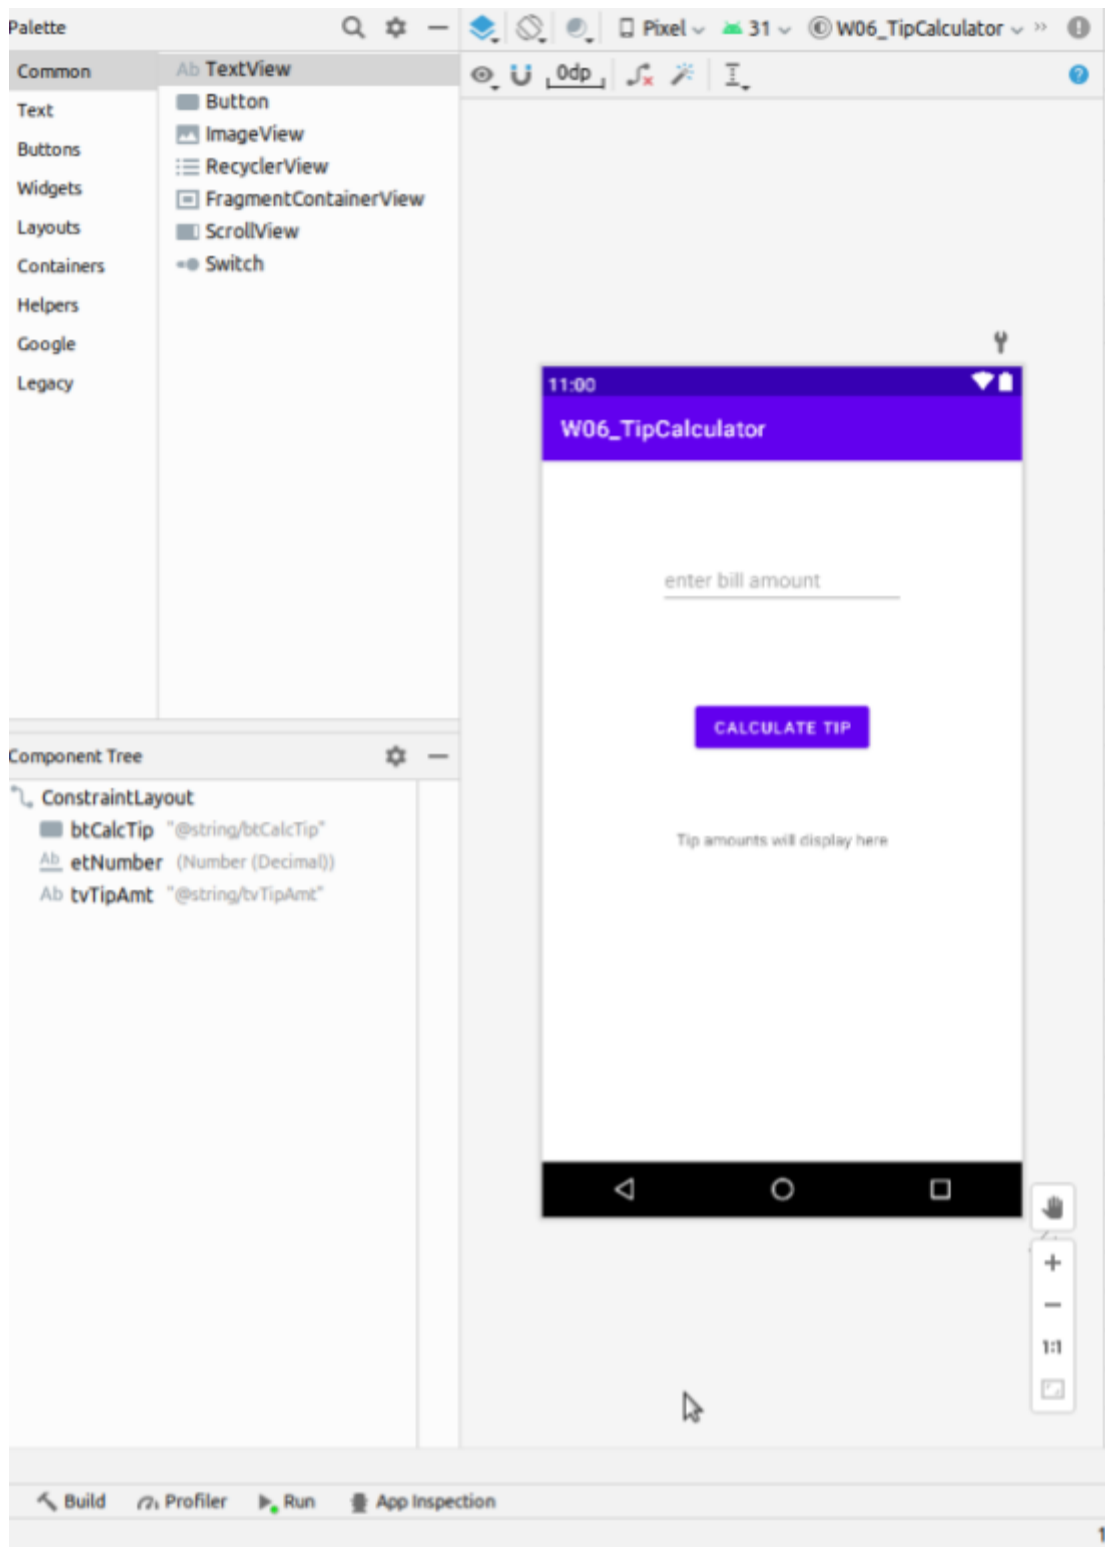 Palette
Common
Text
Buttons
Widgets
Layouts
Containers
Helpers
Google
Legacy
Ab TextView
Button
ImageView
RecyclerView
FragmentContainerView
ScrollView
Switch
Pixel 31 W06_TipCalculator »
0dp
11:00
W06_TipCalculator
enter bill amount
CALCULATE TIP
Tip amounts will display here
Component Tree
ConstraintLayout
btCalcTip "@string/btCalcTip"
Ab etNumber (Number (Decimal))
Ab tvTipAmt "@string/tvTipAmt"
1:1
Build Profiler Run App Inspection
1